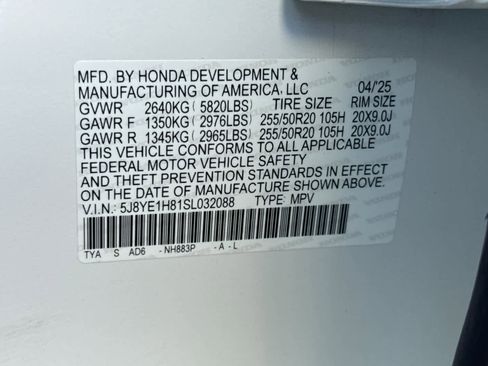 MFD. BY HONDA DEVELOPMENT &
MANUFACTURING OF AMERICA, LLC 04/'25
GVWR 2640KG ( 5820LBS) TIRE SIZE RIM SIZE
GAWR F 1350KG ( 2976LBS) 255/50R20 105H 20X9.0J
GAWR R 1345KG ( 2965LBS) 255/50R20 105H 20X9.0J
THIS VEHICLE CONFORMS TO ALL APPLICABLE
FEDERAL MOTOR VEHICLE SAFETY
AND THEFT PREVENTION STANDARDS IN EFFECT
ON THE DATE OF MANUFACTURE SHOWN ABOVE.
V.I.N.: 5J8YE1H81SL032088 TYPE: MPV
TYA S AD6 - NH883P - A - L